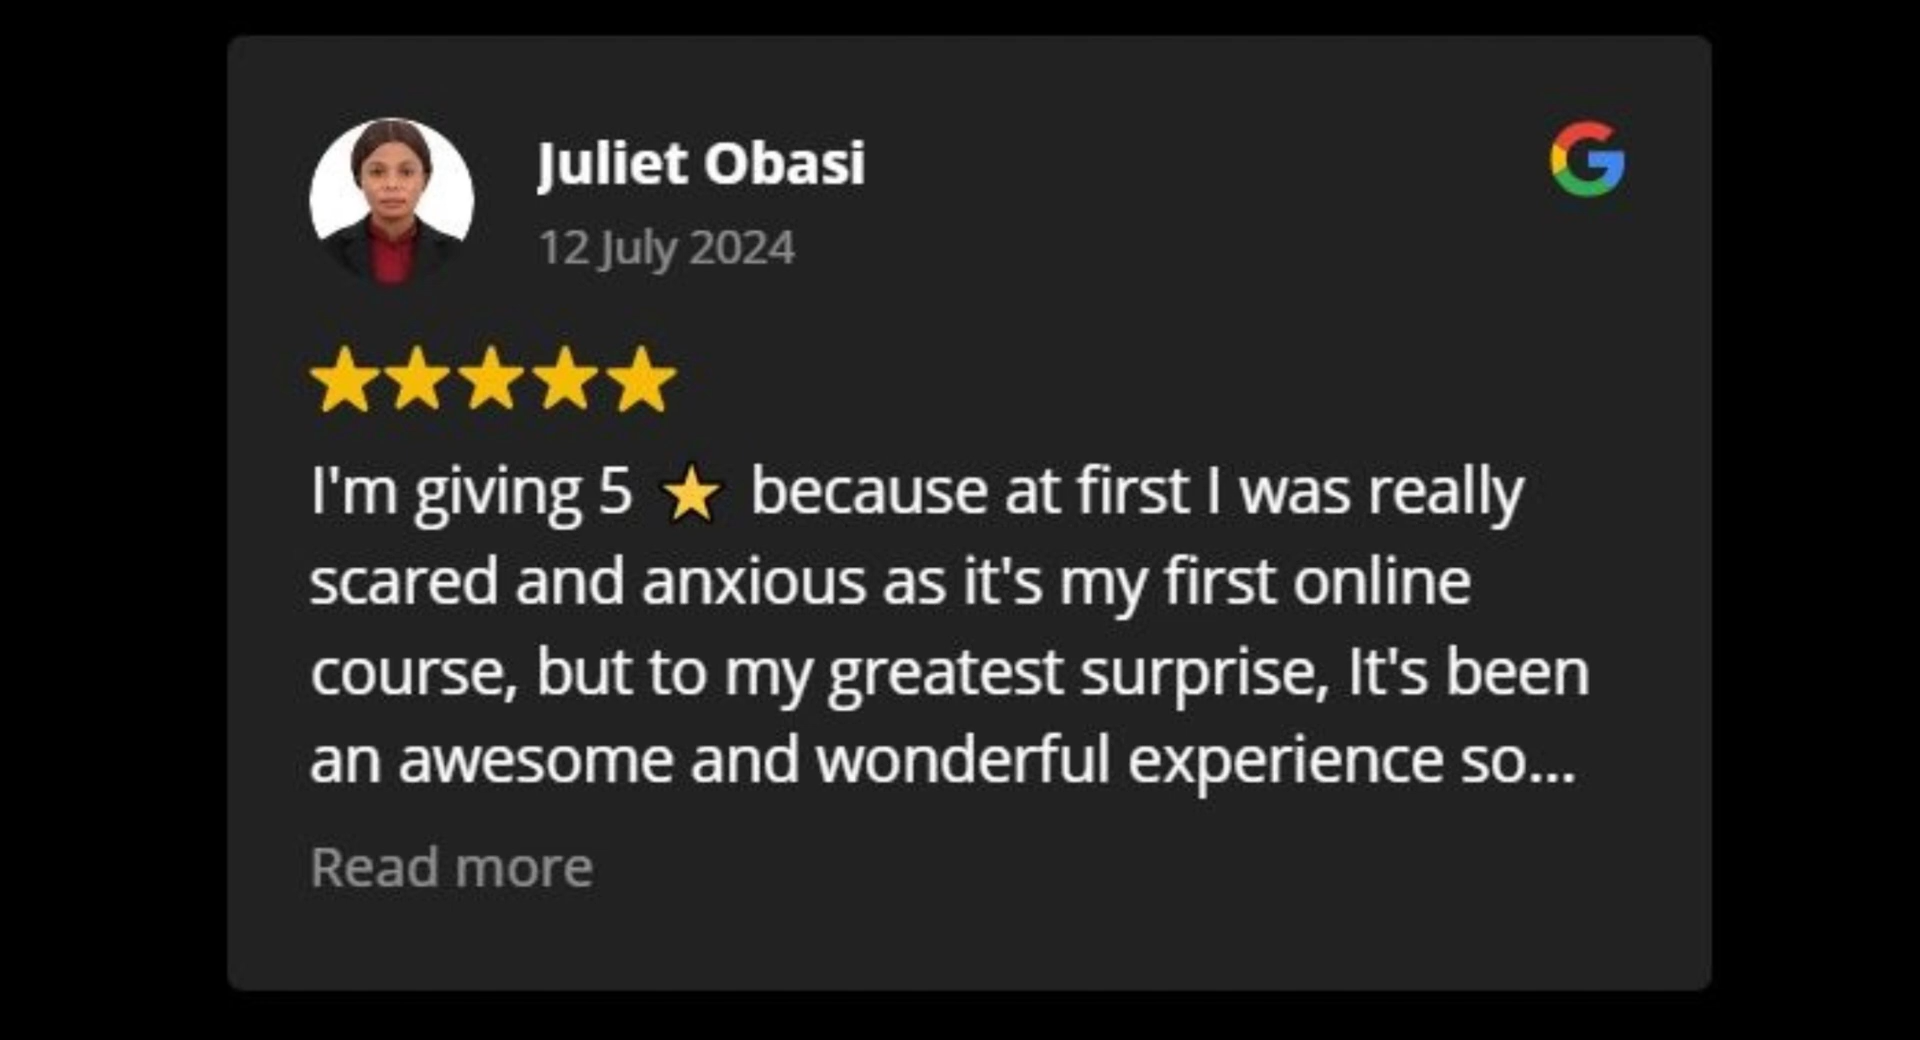 Juliet Obasi
12 July 2024
I'm giving 5 ⭐ because at first I was really
scared and anxious as it's my first online
course, but to my greatest surprise, It's been
an awesome and wonderful experience so...
Read more